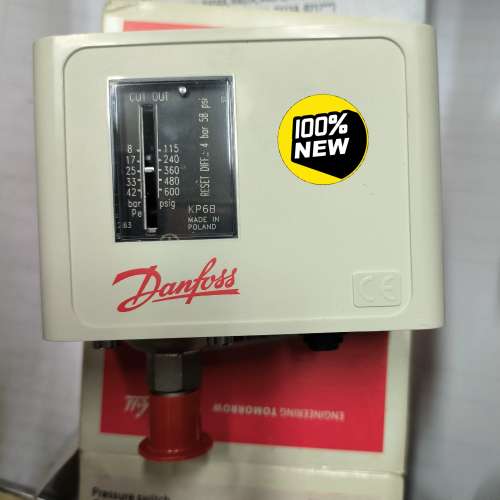 CUT OUT
8 115
17 240
25 360
33 480
42 600
bar psig
Pe
RESET DIFF. 4 bar 58 psi
KP6B
MADE IN
POLAND
100%
NEW
Danfoss
CE
ENGINEERING TOMORROW
Pressure switch